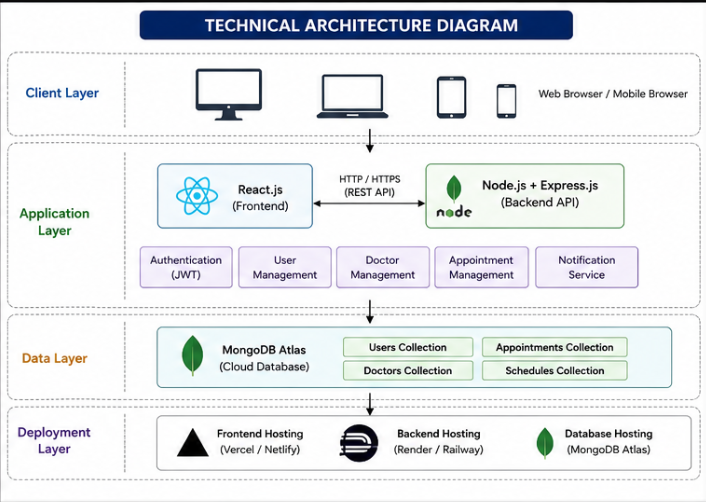 TECHNICAL ARCHITECTURE DIAGRAM
Client Layer
Web Browser / Mobile Browser
Application
Layer
React.js
(Frontend)
HTTP / HTTPS
(REST API)
node
Node.js + Express.js
(Backend API)
Authentication
(JWT)
User
Management
Doctor
Management
Appointment
Management
Notification
Service
Data Layer
MongoDB Atlas
(Cloud Database)
Users Collection
Appointments Collection
Doctors Collection
Schedules Collection
Deployment
Layer
Frontend Hosting
(Vercel / Netlify)
Backend Hosting
(Render / Railway)
Database Hosting
(MongoDB Atlas)